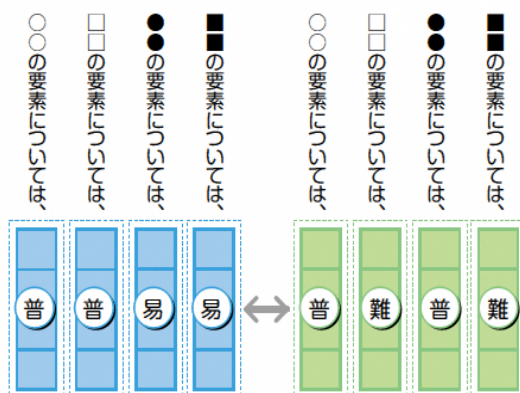 ■■の要素については、
●●の要素については、
□□の要素については、
○○の要素については、
易
易
普
普
■■の要素については、
●●の要素については、
□□の要素については、
○○の要素については、
難
普
難
普